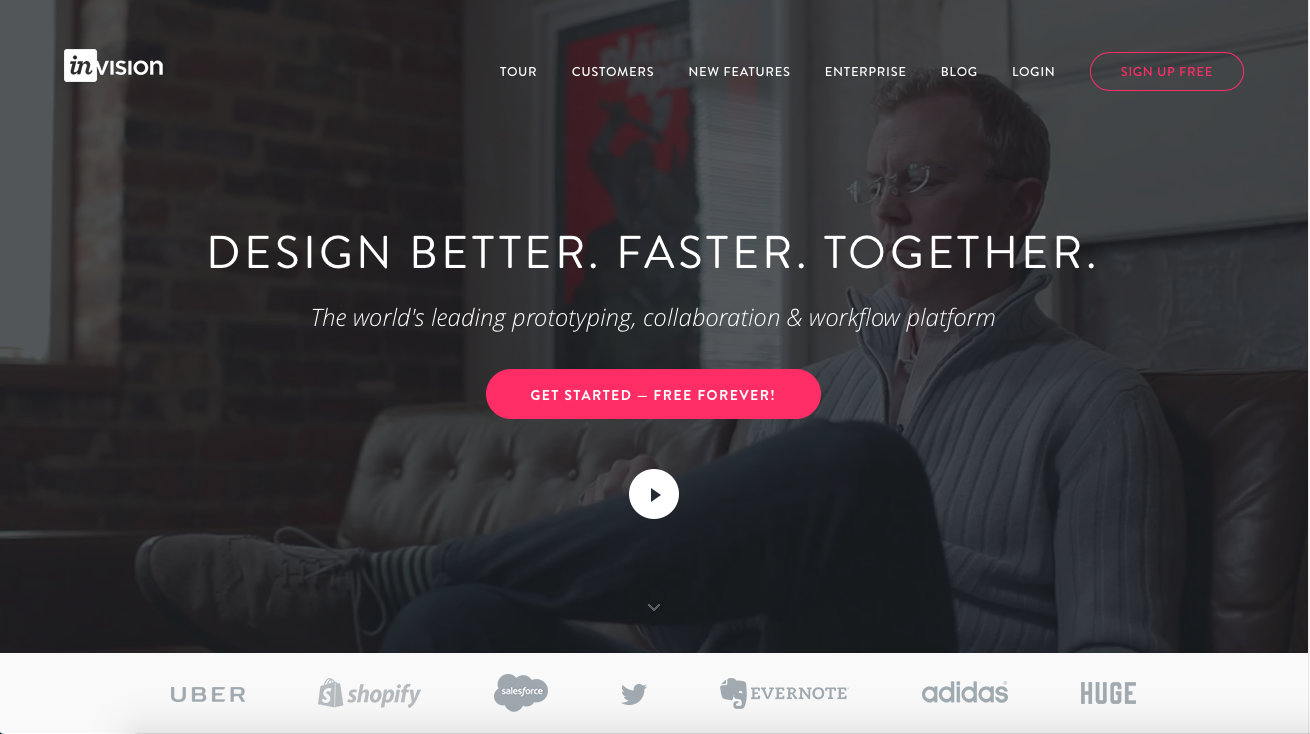 invision
TOUR CUSTOMERS NEW FEATURES ENTERPRISE BLOG LOGIN SIGN UP FREE
DESIGN BETTER. FASTER. TOGETHER.
The world's leading prototyping, collaboration & workflow platform
GET STARTED — FREE FOREVER!
UBER shopify salesforce EVERNOTE adidas HUGE